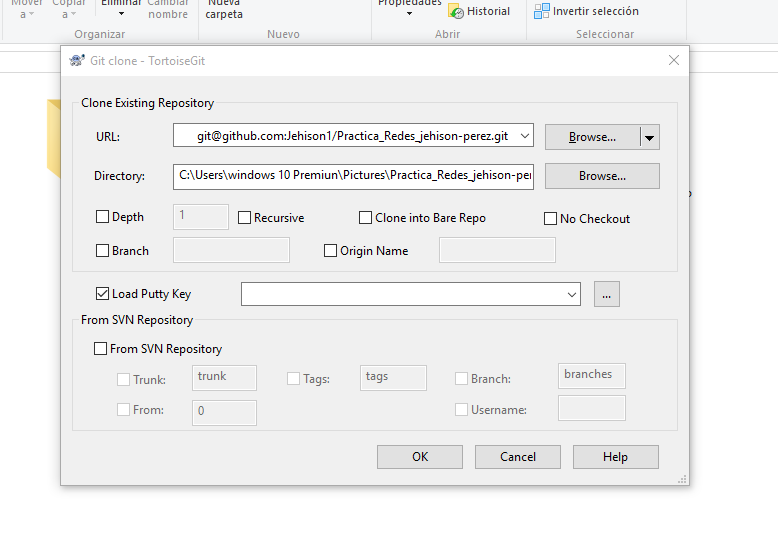 Mover
a
Copiar
a
Eliminar
Cambiar
nombre
Nueva
carpeta
Propiedades
Historial
Invertir selección
Organizar
Nuevo
Abrir
Seleccionar
Git clone - TortoiseGit
Clone Existing Repository
URL: git@github.com:Jehison1/Practica_Redes_jehison-perez.git Browse...
Directory: C:\Users\windows 10 Premiun\Pictures\Practica_Redes_jehison-per Browse...
Depth 1 Recursive Clone into Bare Repo No Checkout
Branch Origin Name
Load Putty Key ...
From SVN Repository
From SVN Repository
Trunk: trunk Tags: tags Branch: branches
From: 0 Username:
OK Cancel Help